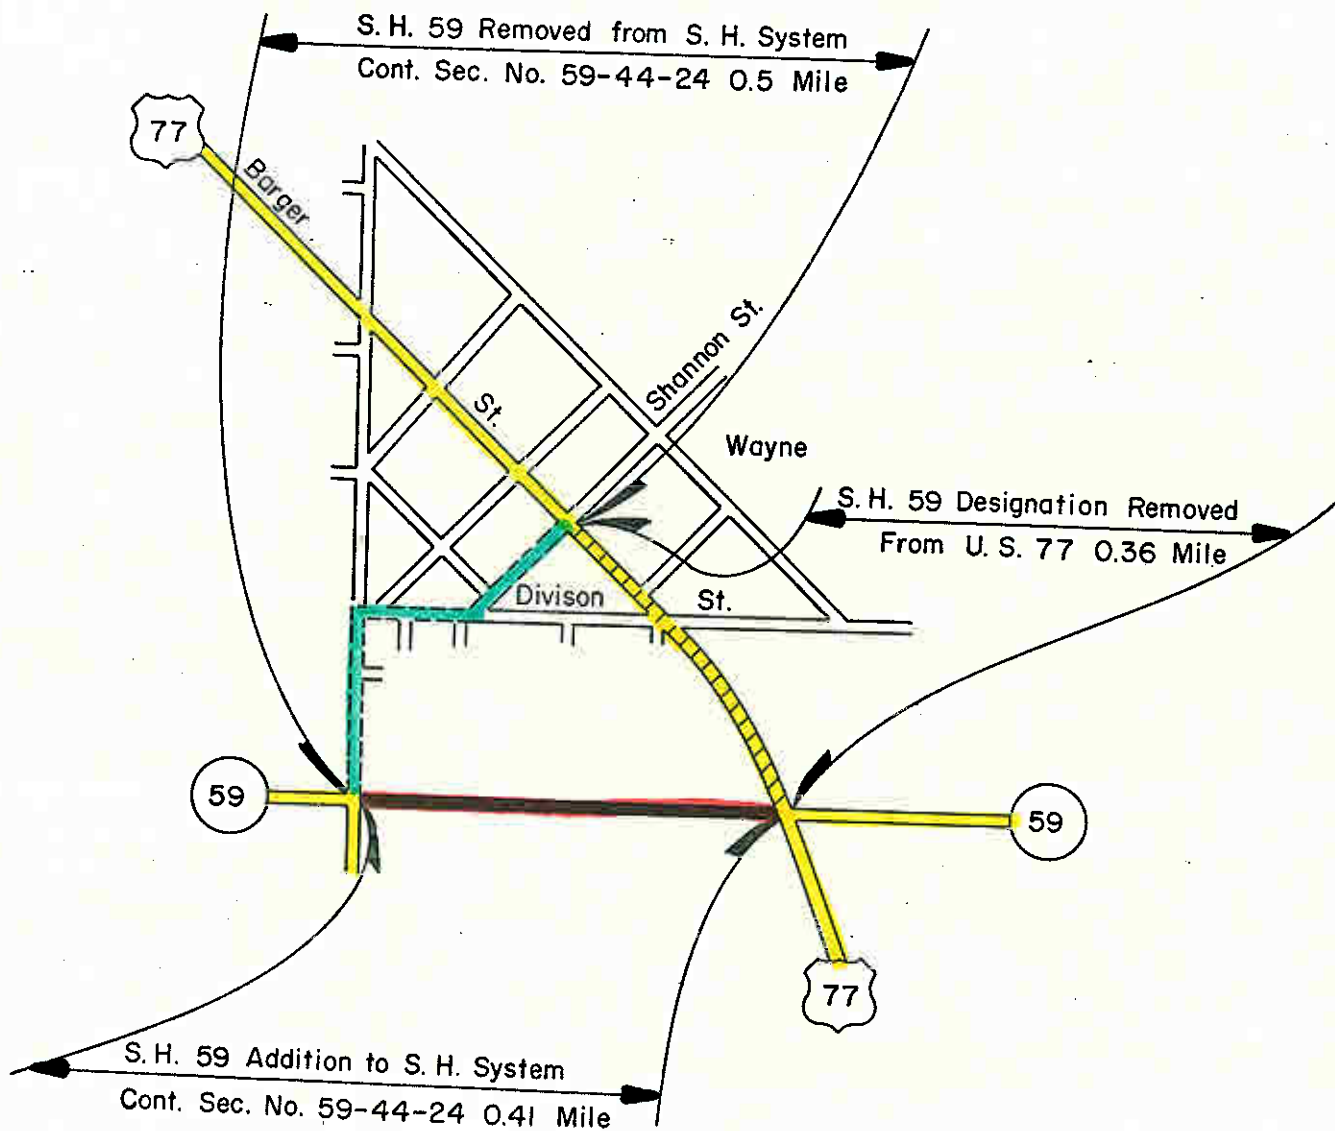 S. H. 59 Removed from S. H. System
Cont. Sec. No. 59-44-24 0.5 Mile
77
Barger
St.
Shannon St.
Wayne
S. H. 59 Designation Removed
From U. S. 77 0.36 Mile
Divison St.
59
59
77
S. H. 59 Addition to S. H. System
Cont. Sec. No. 59-44-24 0.41 Mile